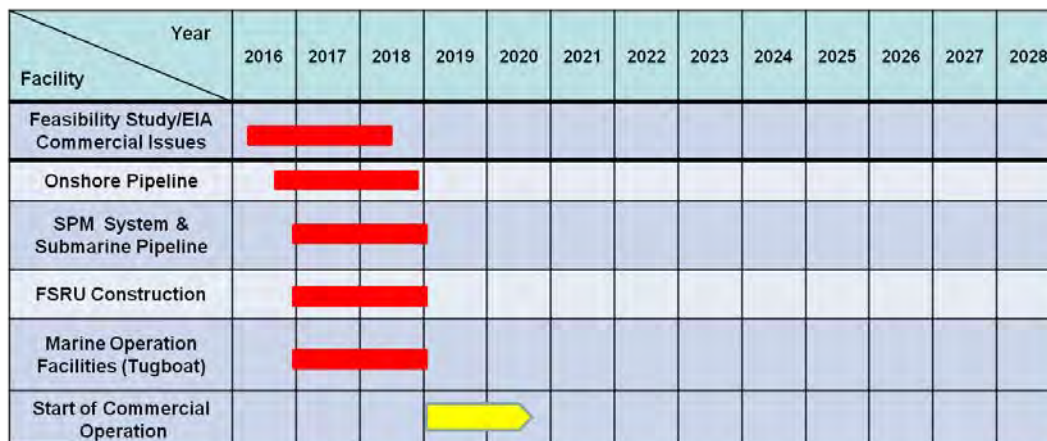 Year
Facility
2016 2017 2018 2019 2020 2021 2022 2023 2024 2025 2026 2027 2028
Feasibility Study/EIA
Commercial Issues
Onshore Pipeline
SPM System &
Submarine Pipeline
FSRU Construction
Marine Operation
Facilities (Tugboat)
Start of Commercial
Operation